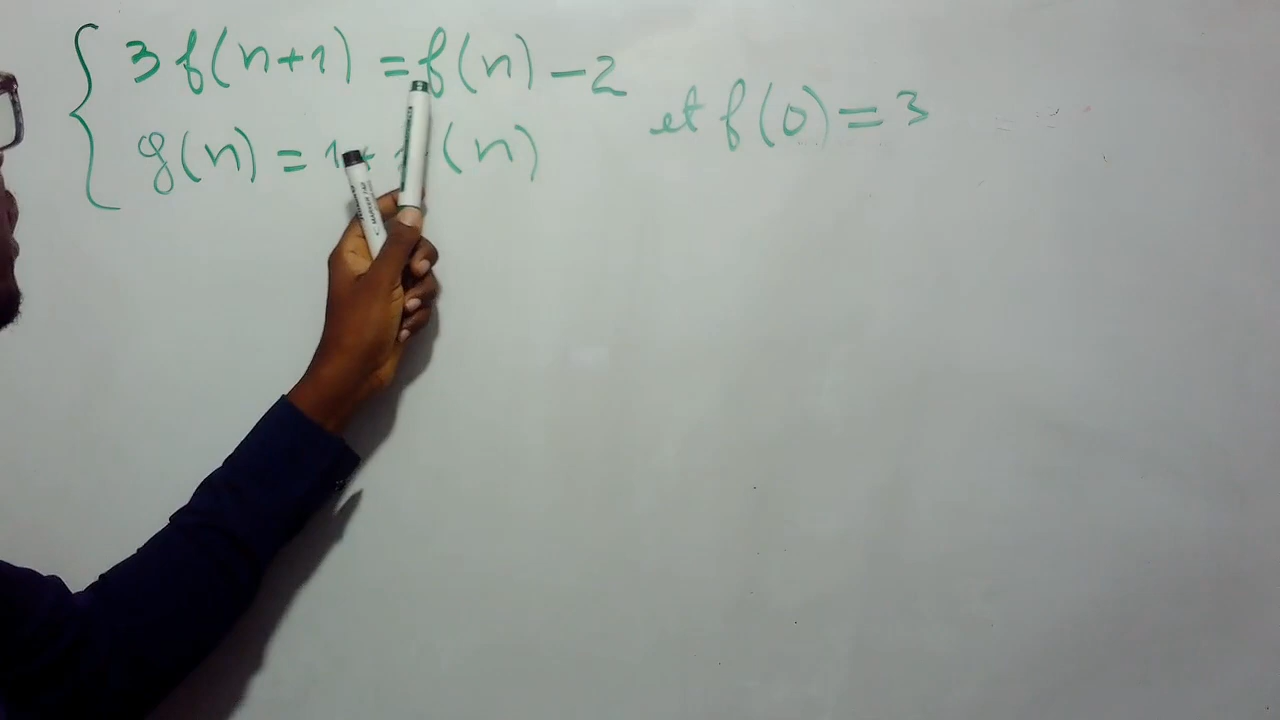 3f(n+1) = f(n) - 2
et f(0) = 3
g(n) = 1 + (n)